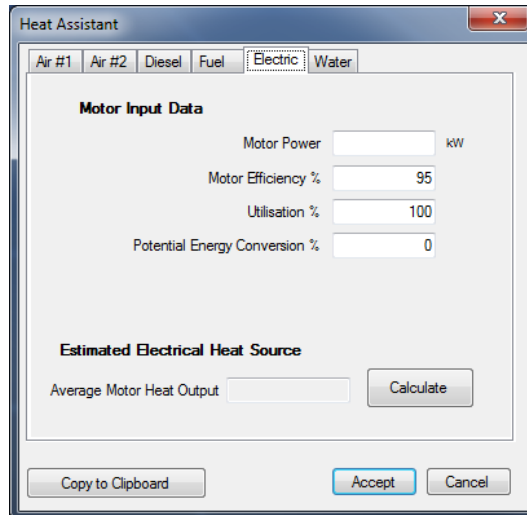 Heat Assistant
Air #1 Air #2 Diesel Fuel Electric Water
Motor Input Data
Motor Power kW
Motor Efficiency % 95
Utilisation % 100
Potential Energy Conversion % 0
Estimated Electrical Heat Source
Average Motor Heat Output Calculate
Copy to Clipboard Accept Cancel